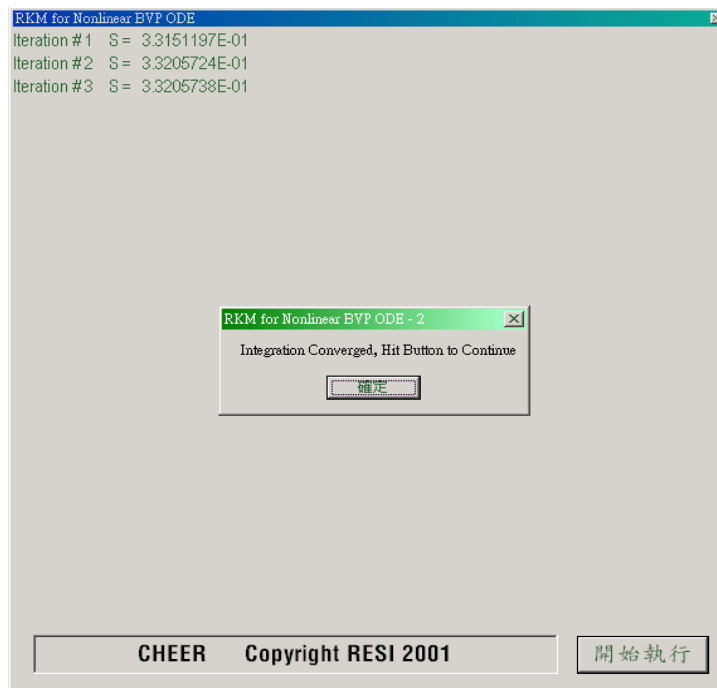 RKM for Nonlinear BVP ODE
Iteration #1 S = 3.3151197E-01
Iteration #2 S = 3.3205724E-01
Iteration #3 S = 3.3205738E-01
RKM for Nonlinear BVP ODE - 2
Integration Converged, Hit Button to Continue
確定
CHEER Copyright RESI 2001
開始執行